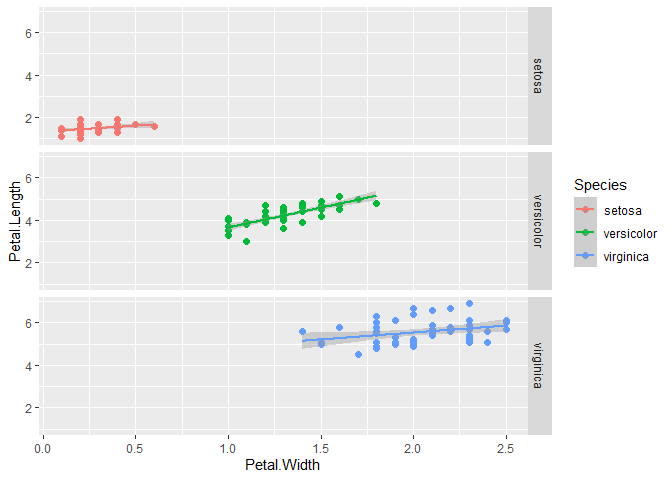 6
4
2
setosa
6
4
2
versicolor
6
4
2
virginica
Petal.Length
0.0
0.5
1.0
1.5
2.0
2.5
Petal.Width
Species
setosa
versicolor
virginica